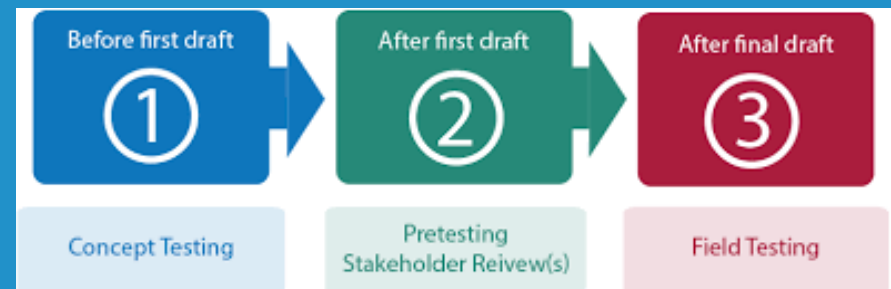 Before first draft
1
Concept Testing
After first draft
2
Pretesting
Stakeholder Reivew(s)
After final draft
3
Field Testing